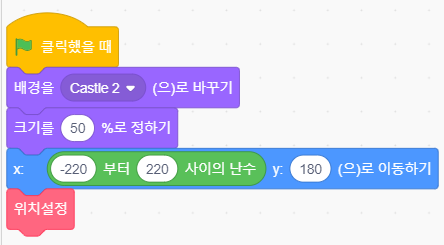 클릭했을 때
배경을 Castle 2 (으)로 바꾸기
크기를 50 %로 정하기
x: -220 부터 220 사이의 난수 y: 180 (으)로 이동하기
위치설정